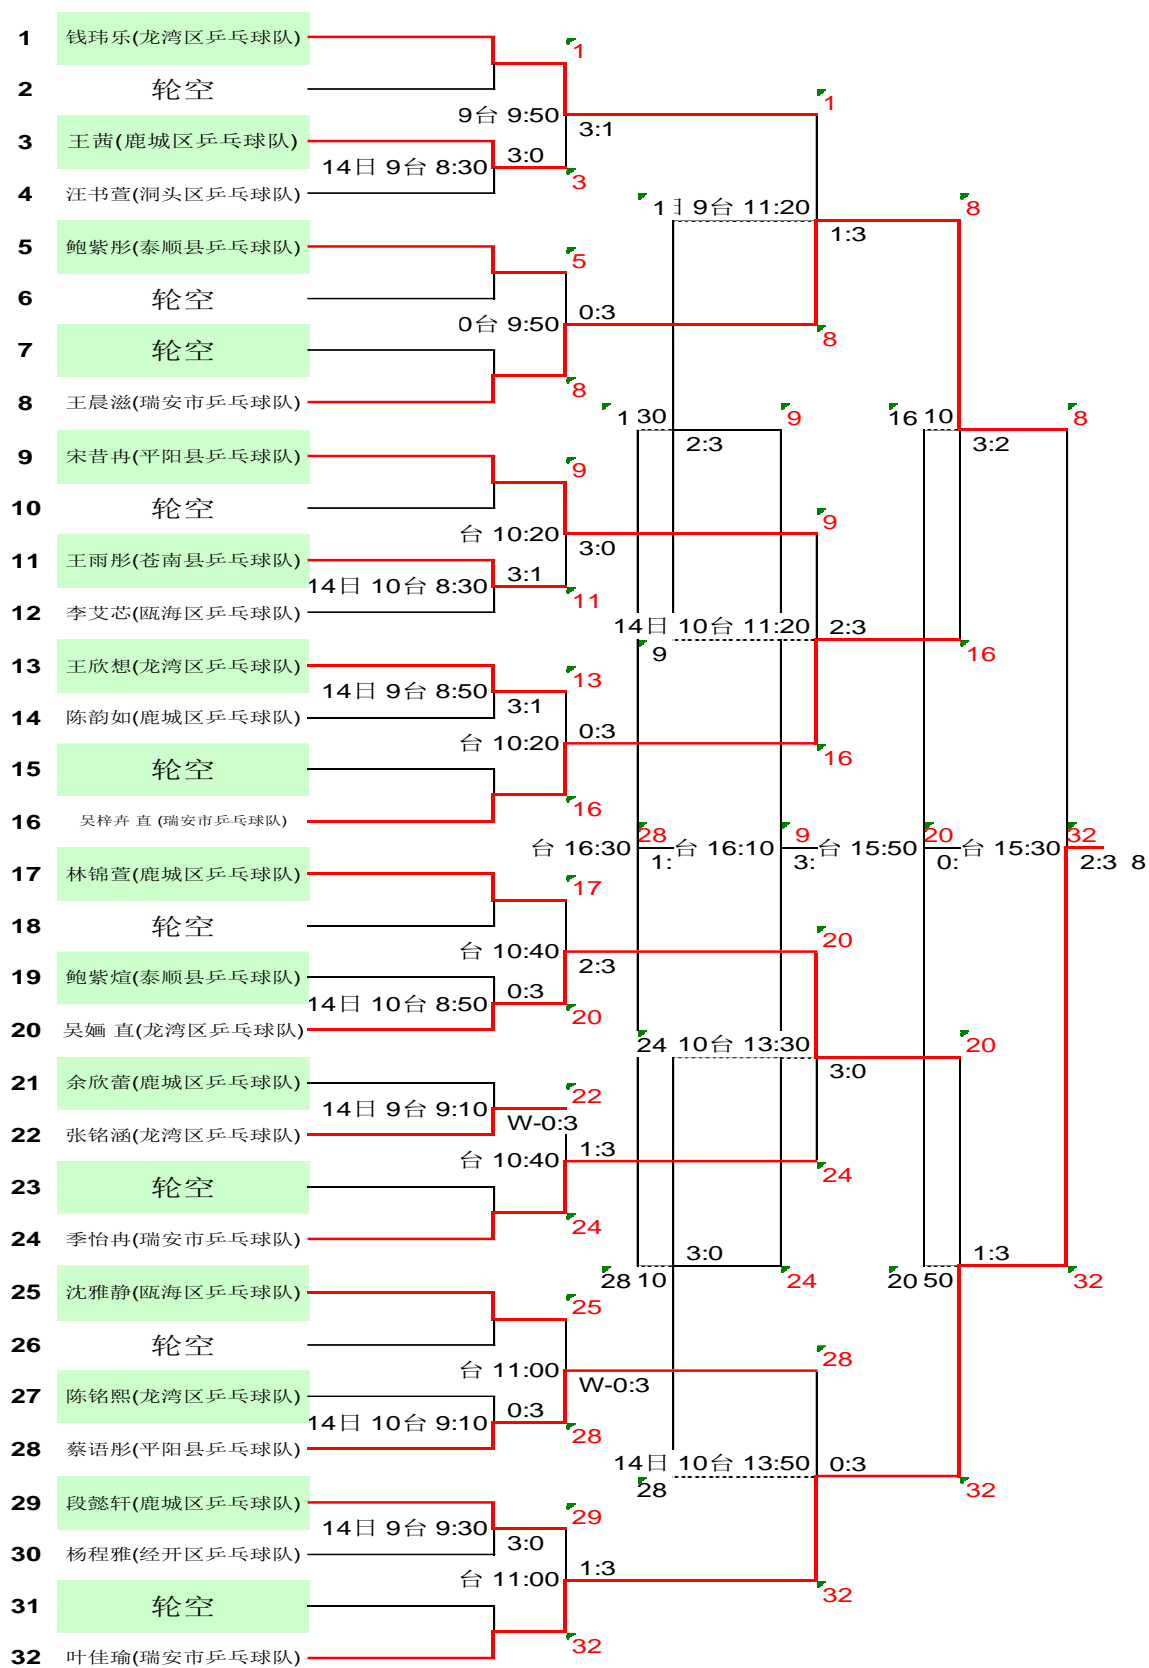 1 钱玮乐(龙湾区乒乓球队)
1
2 轮空
1
9台 9:50
3:1
3 王茜(鹿城区乒乓球队)
14日 9台 8:30
3:0
3
4 汪书萱(洞头区乒乓球队)
1
9台 11:20
8
1:3
5 鲍紫彤(泰顺县乒乓球队)
5
6 轮空
0台 9:50
0:3
8
7 轮空
8
8 王晨滋(瑞安市乒乓球队)
1 30
9
16 10
8
2:3
3:2
9 宋昔冉(平阳县乒乓球队)
9
10 轮空
9
台 10:20
3:0
11 王雨彤(苍南县乒乓球队)
14日 10台 8:30
3:1
11
12 李艾芯(瓯海区乒乓球队)
14日 10台 11:20
2:3
9
16
13 王欣想(龙湾区乒乓球队)
13
14日 9台 8:50
3:1
14 陈韵如(鹿城区乒乓球队)
台 10:20
0:3
16
15 轮空
16
16 吴梓卉 直 (瑞安市乒乓球队)
28
9
20
32
台 16:30
1:
台 16:10
3:
台 15:50
0:
台 15:30
2:3 8
17 林锦萱(鹿城区乒乓球队)
17
18 轮空
20
台 10:40
2:3
19 鲍紫煊(泰顺县乒乓球队)
14日 10台 8:50
0:3
20
20 吴婳 直(龙湾区乒乓球队)
24 10台 13:30
20
3:0
21 余欣蕾(鹿城区乒乓球队)
22
14日 9台 9:10
W-0:3
22 张铭涵(龙湾区乒乓球队)
台 10:40
1:3
24
23 轮空
24
24 季怡冉(瑞安市乒乓球队)
3:0
1:3
28 10
24
20 50
32
25 沈雅静(瓯海区乒乓球队)
25
26 轮空
28
台 11:00
W-0:3
27 陈铭熙(龙湾区乒乓球队)
14日 10台 9:10
0:3
28
28 蔡语彤(平阳县乒乓球队)
14日 10台 13:50
0:3
28
32
29 段懿轩(鹿城区乒乓球队)
29
14日 9台 9:30
3:0
30 杨程雅(经开区乒乓球队)
台 11:00
1:3
32
31 轮空
32
32 叶佳瑜(瑞安市乒乓球队)